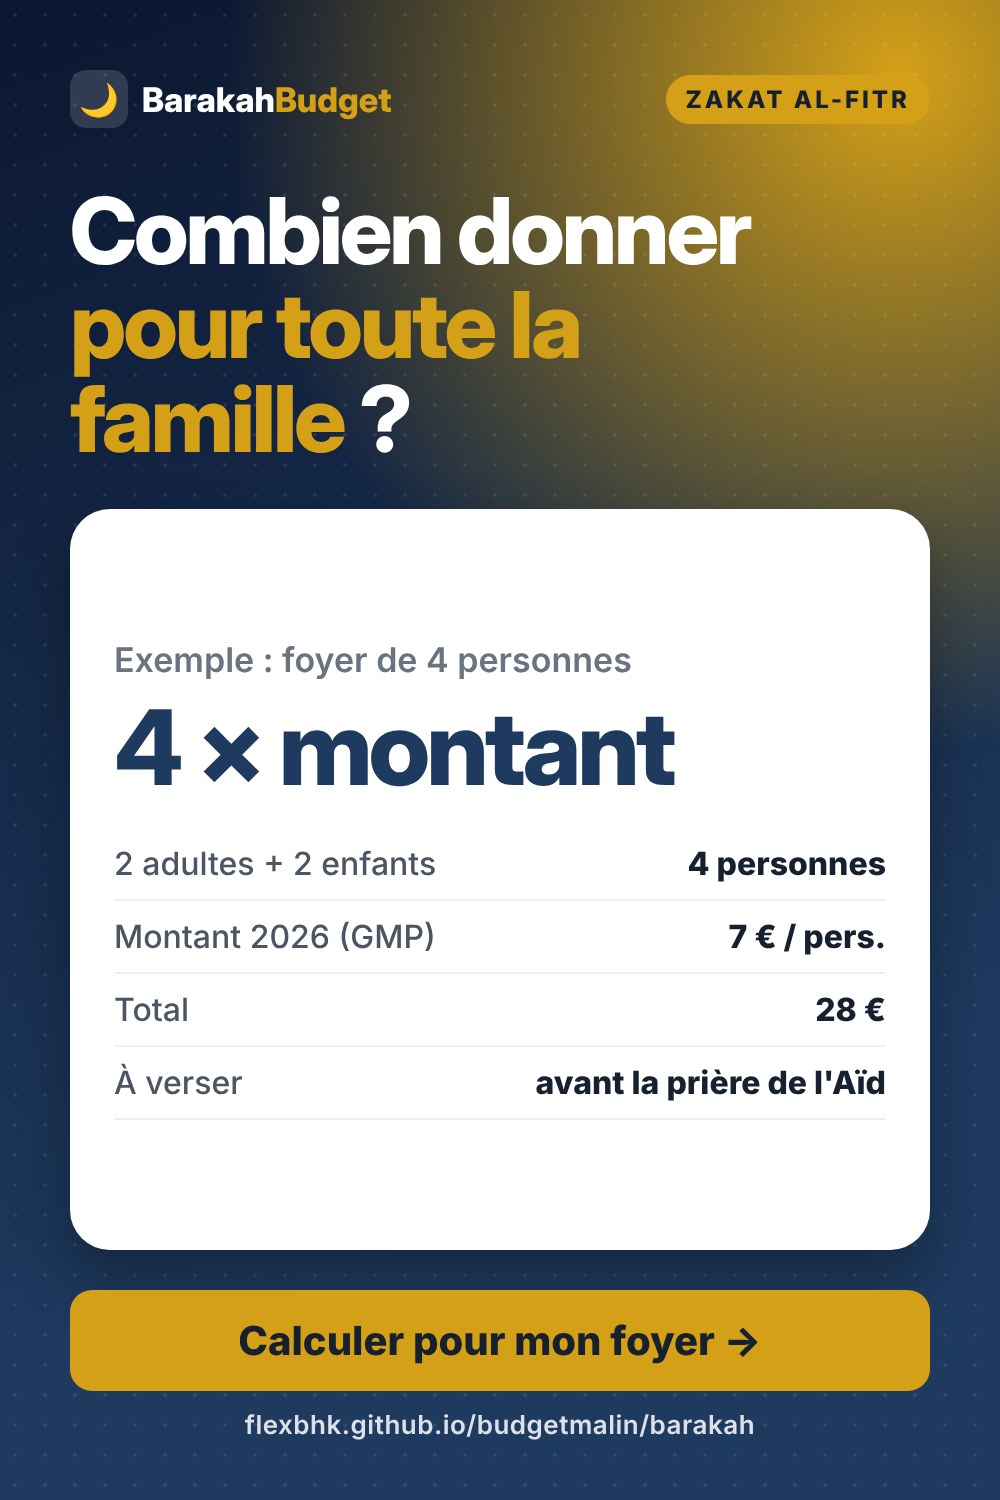 BarakahBudget
ZAKAT AL-FITR
Combien donner
pour toute la
famille ?
Exemple : foyer de 4 personnes
4 × montant
2 adultes + 2 enfants 4 personnes
Montant 2026 (GMP) 7 € / pers.
Total 28 €
À verser avant la prière de l'Aïd
Calculer pour mon foyer →
flexbhk.github.io/budgetmalin/barakah